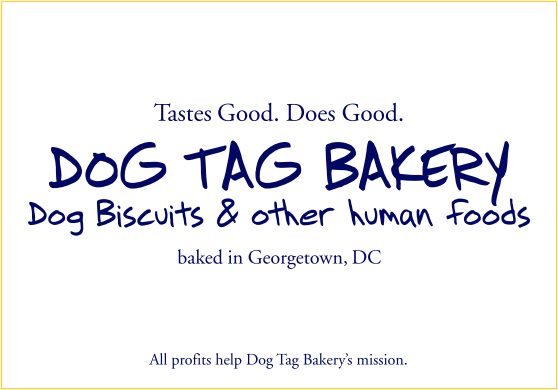 Tastes Good. Does Good.
DOG TAG BAKERY
Dog Biscuits & other human foods
baked in Georgetown, DC
All profits help Dog Tag Bakery’s mission.